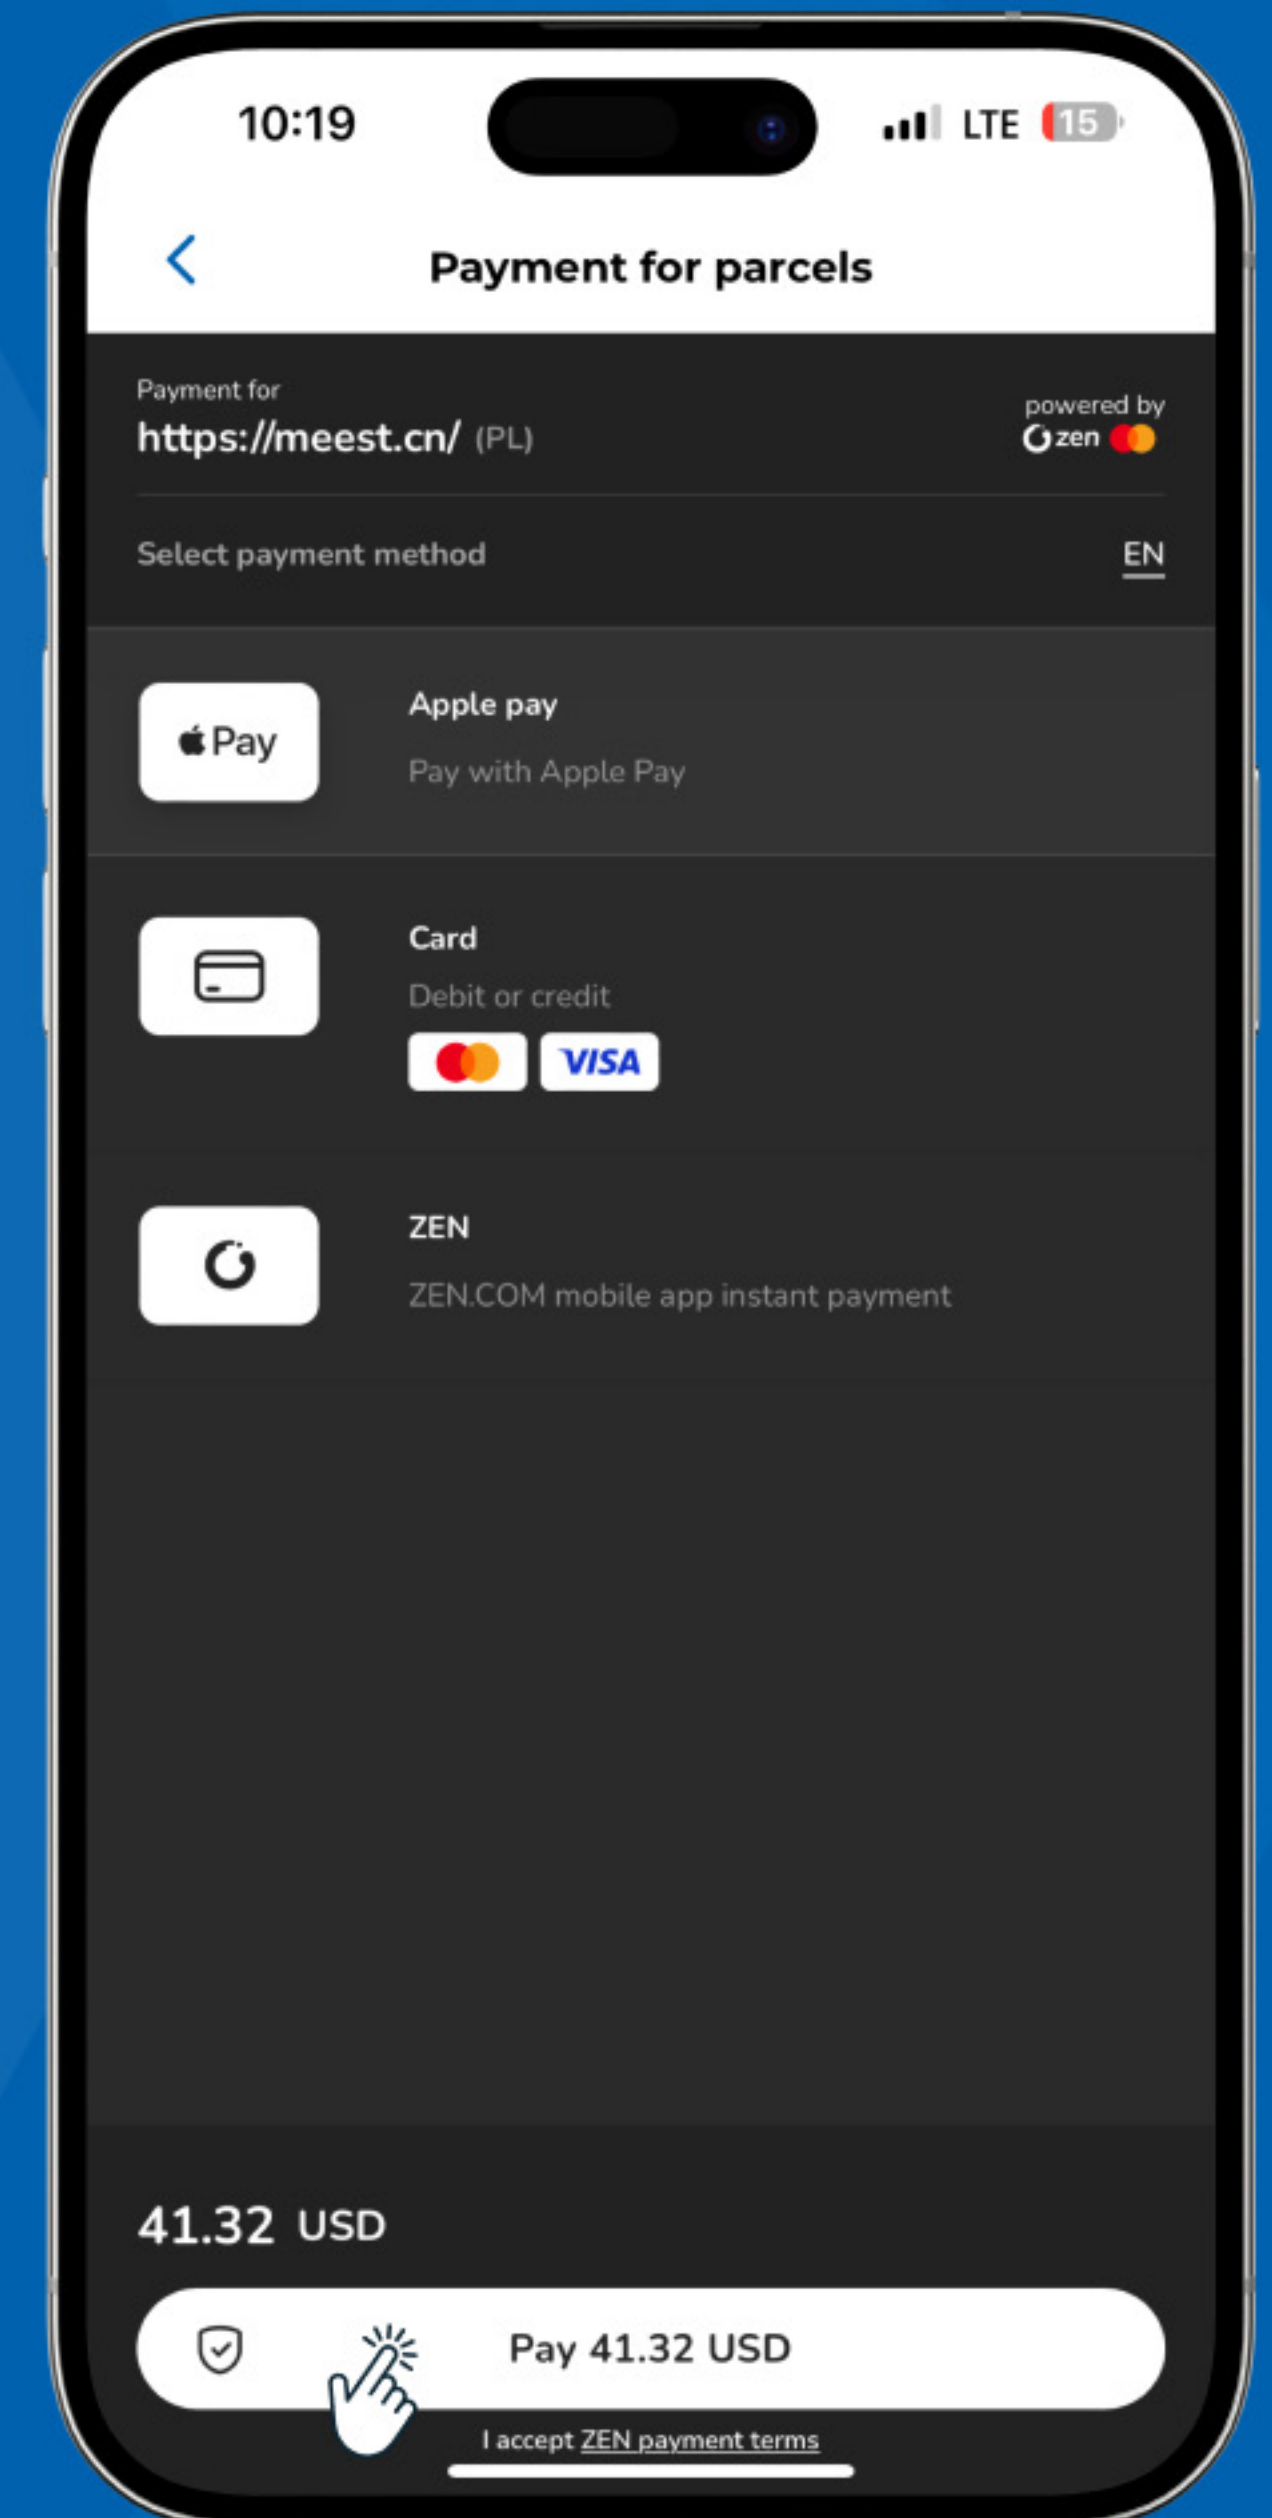 10:19 LTE 15
Payment for parcels
Payment for
https://meest.cn/ (PL)
powered by
zen
Select payment method EN
Pay
Apple pay
Pay with Apple Pay
Card
Debit or credit
VISA
ZEN
ZEN.COM mobile app instant payment
41.32 USD
Pay 41.32 USD
I accept ZEN payment terms